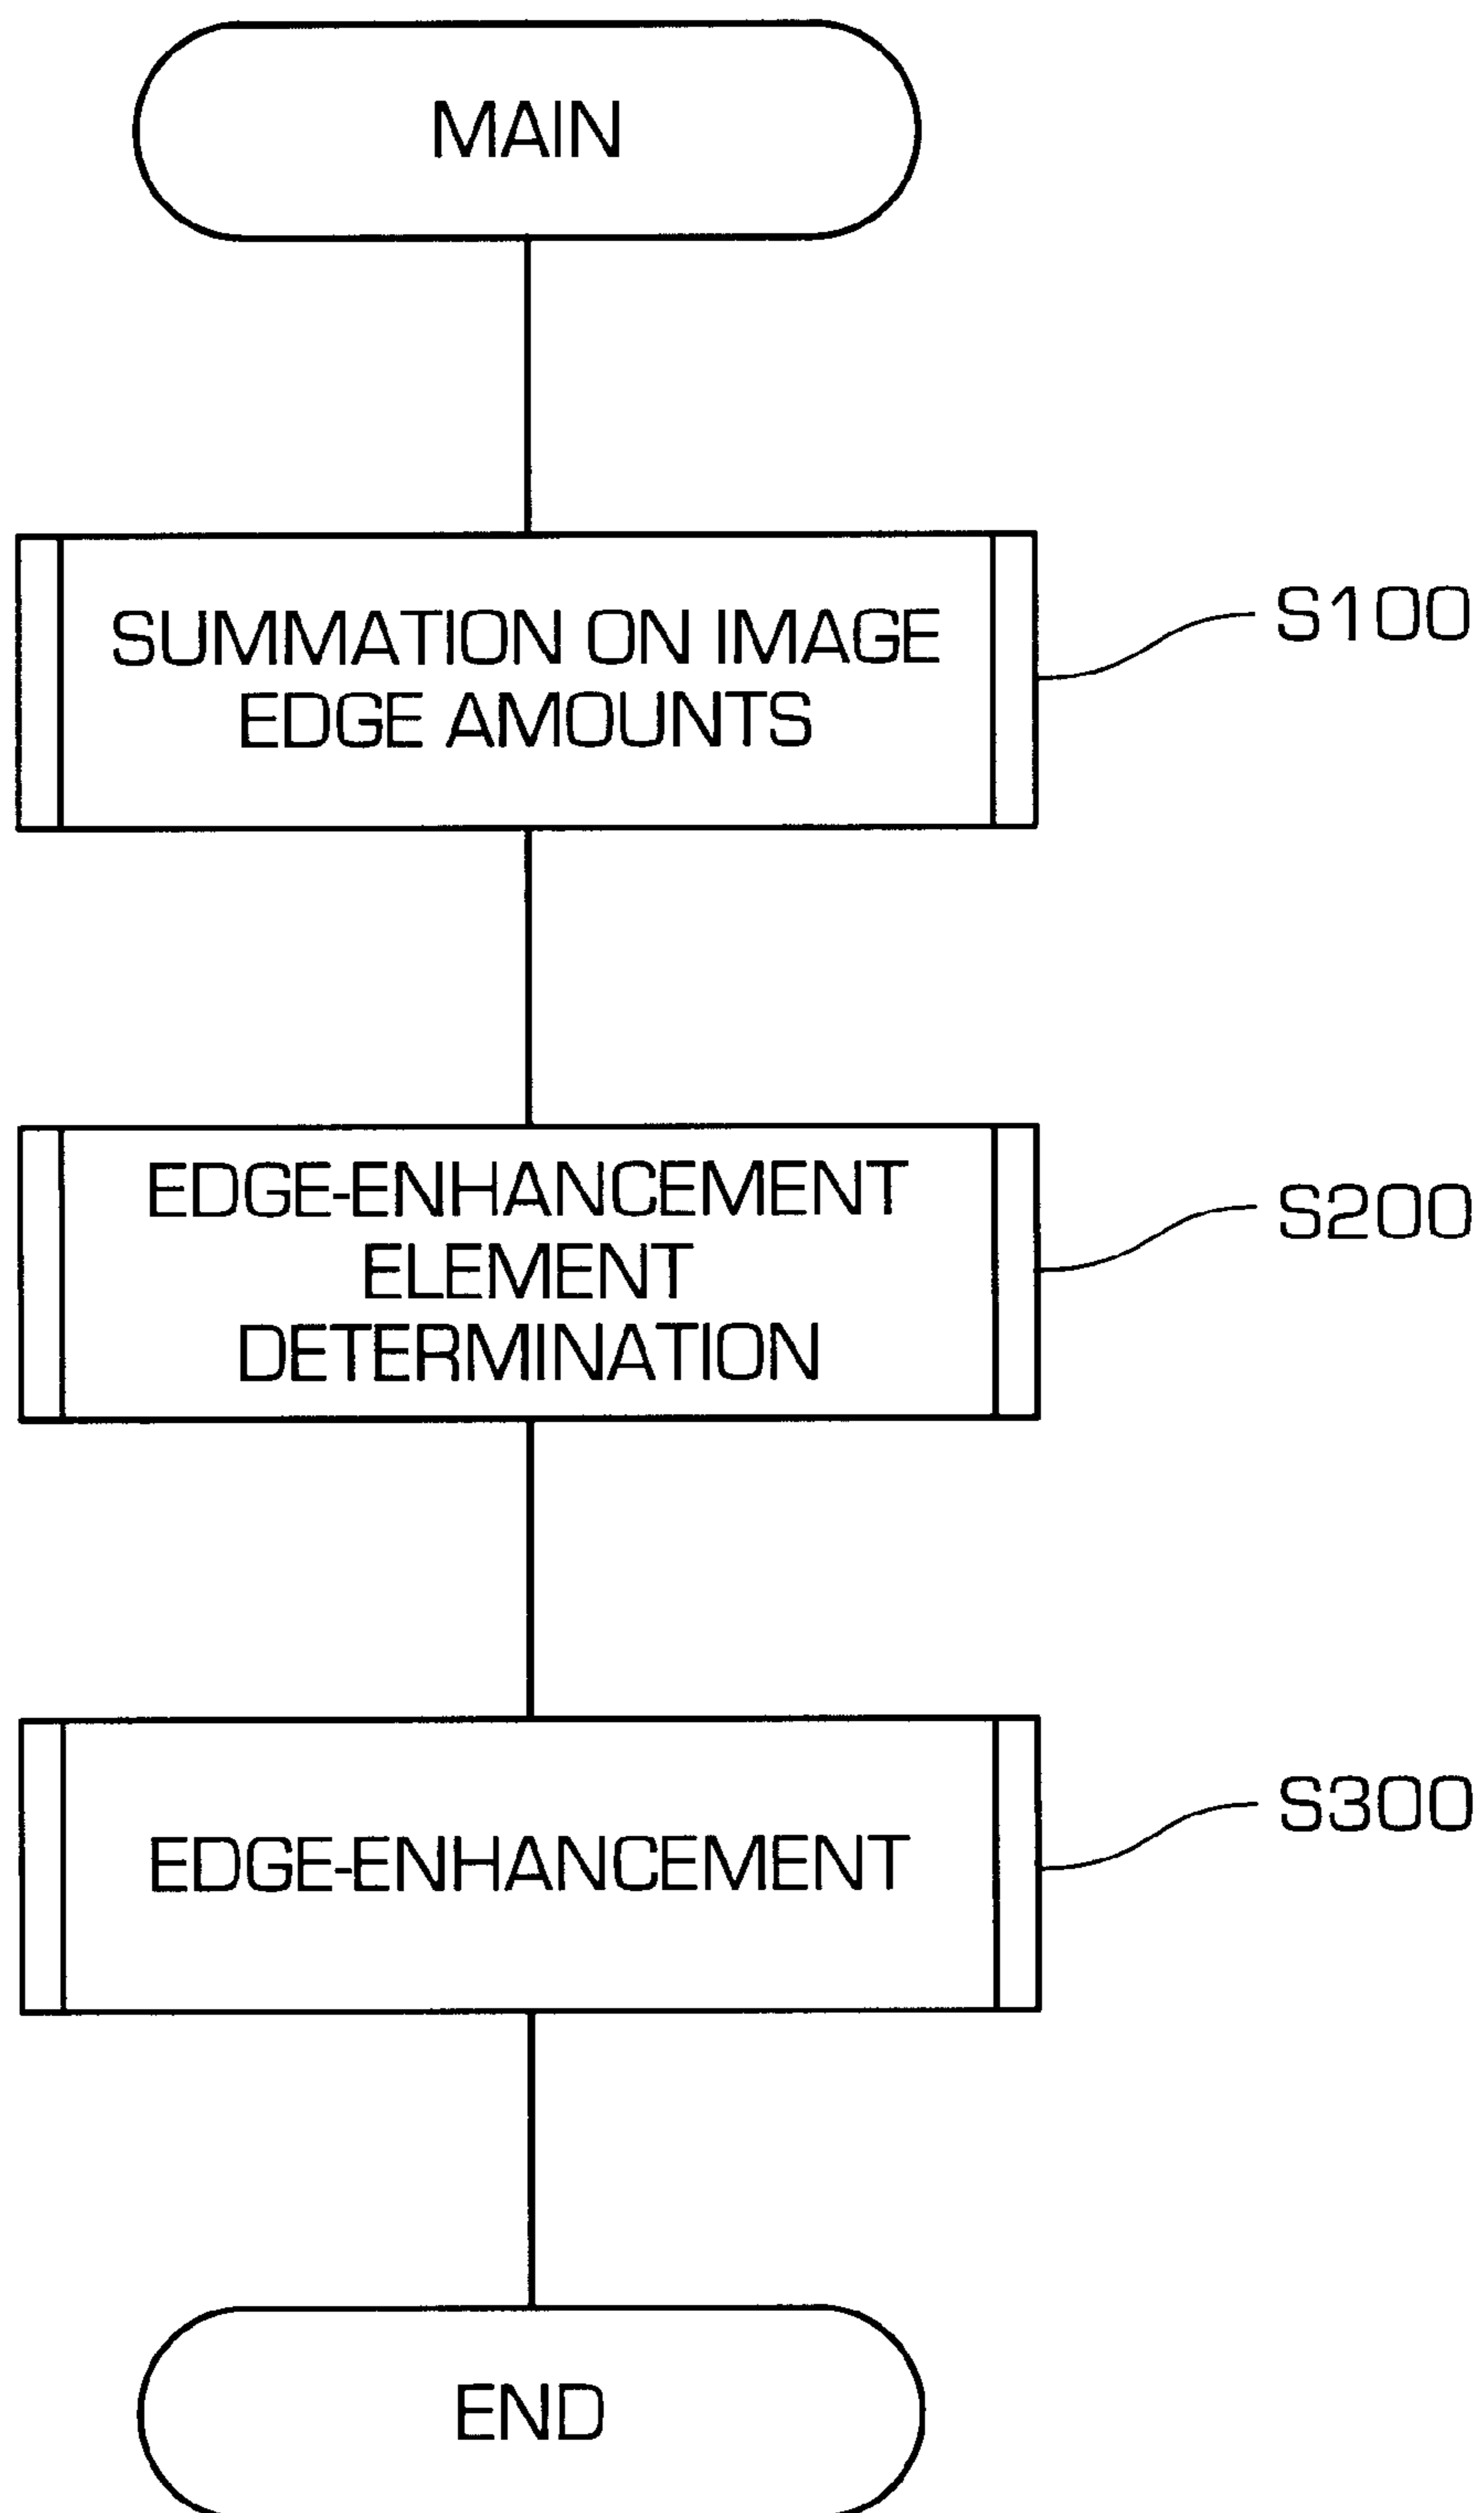 MAIN
SUMMATION ON IMAGE
EDGE AMOUNTS
S100
EDGE-ENHANCEMENT
ELEMENT
DETERMINATION
S200
EDGE-ENHANCEMENT
S300
END